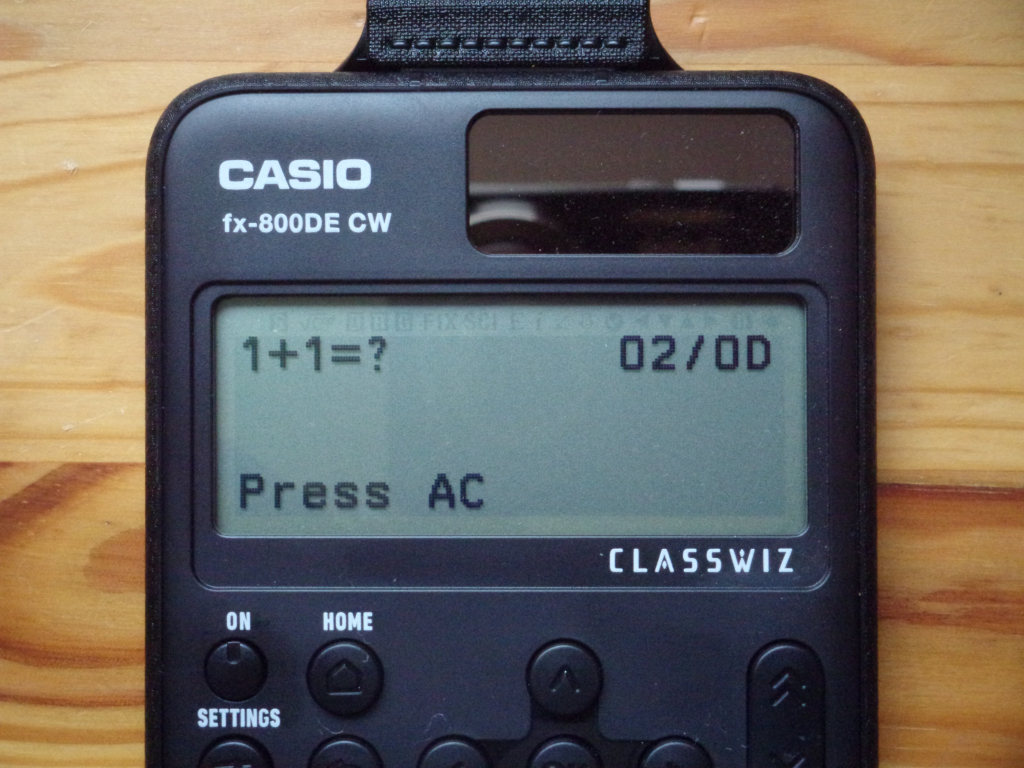 CASIO
fx-800DE CW
1+1=? 02/0D
Press AC
CLASSWIZ
ON HOME
SETTINGS